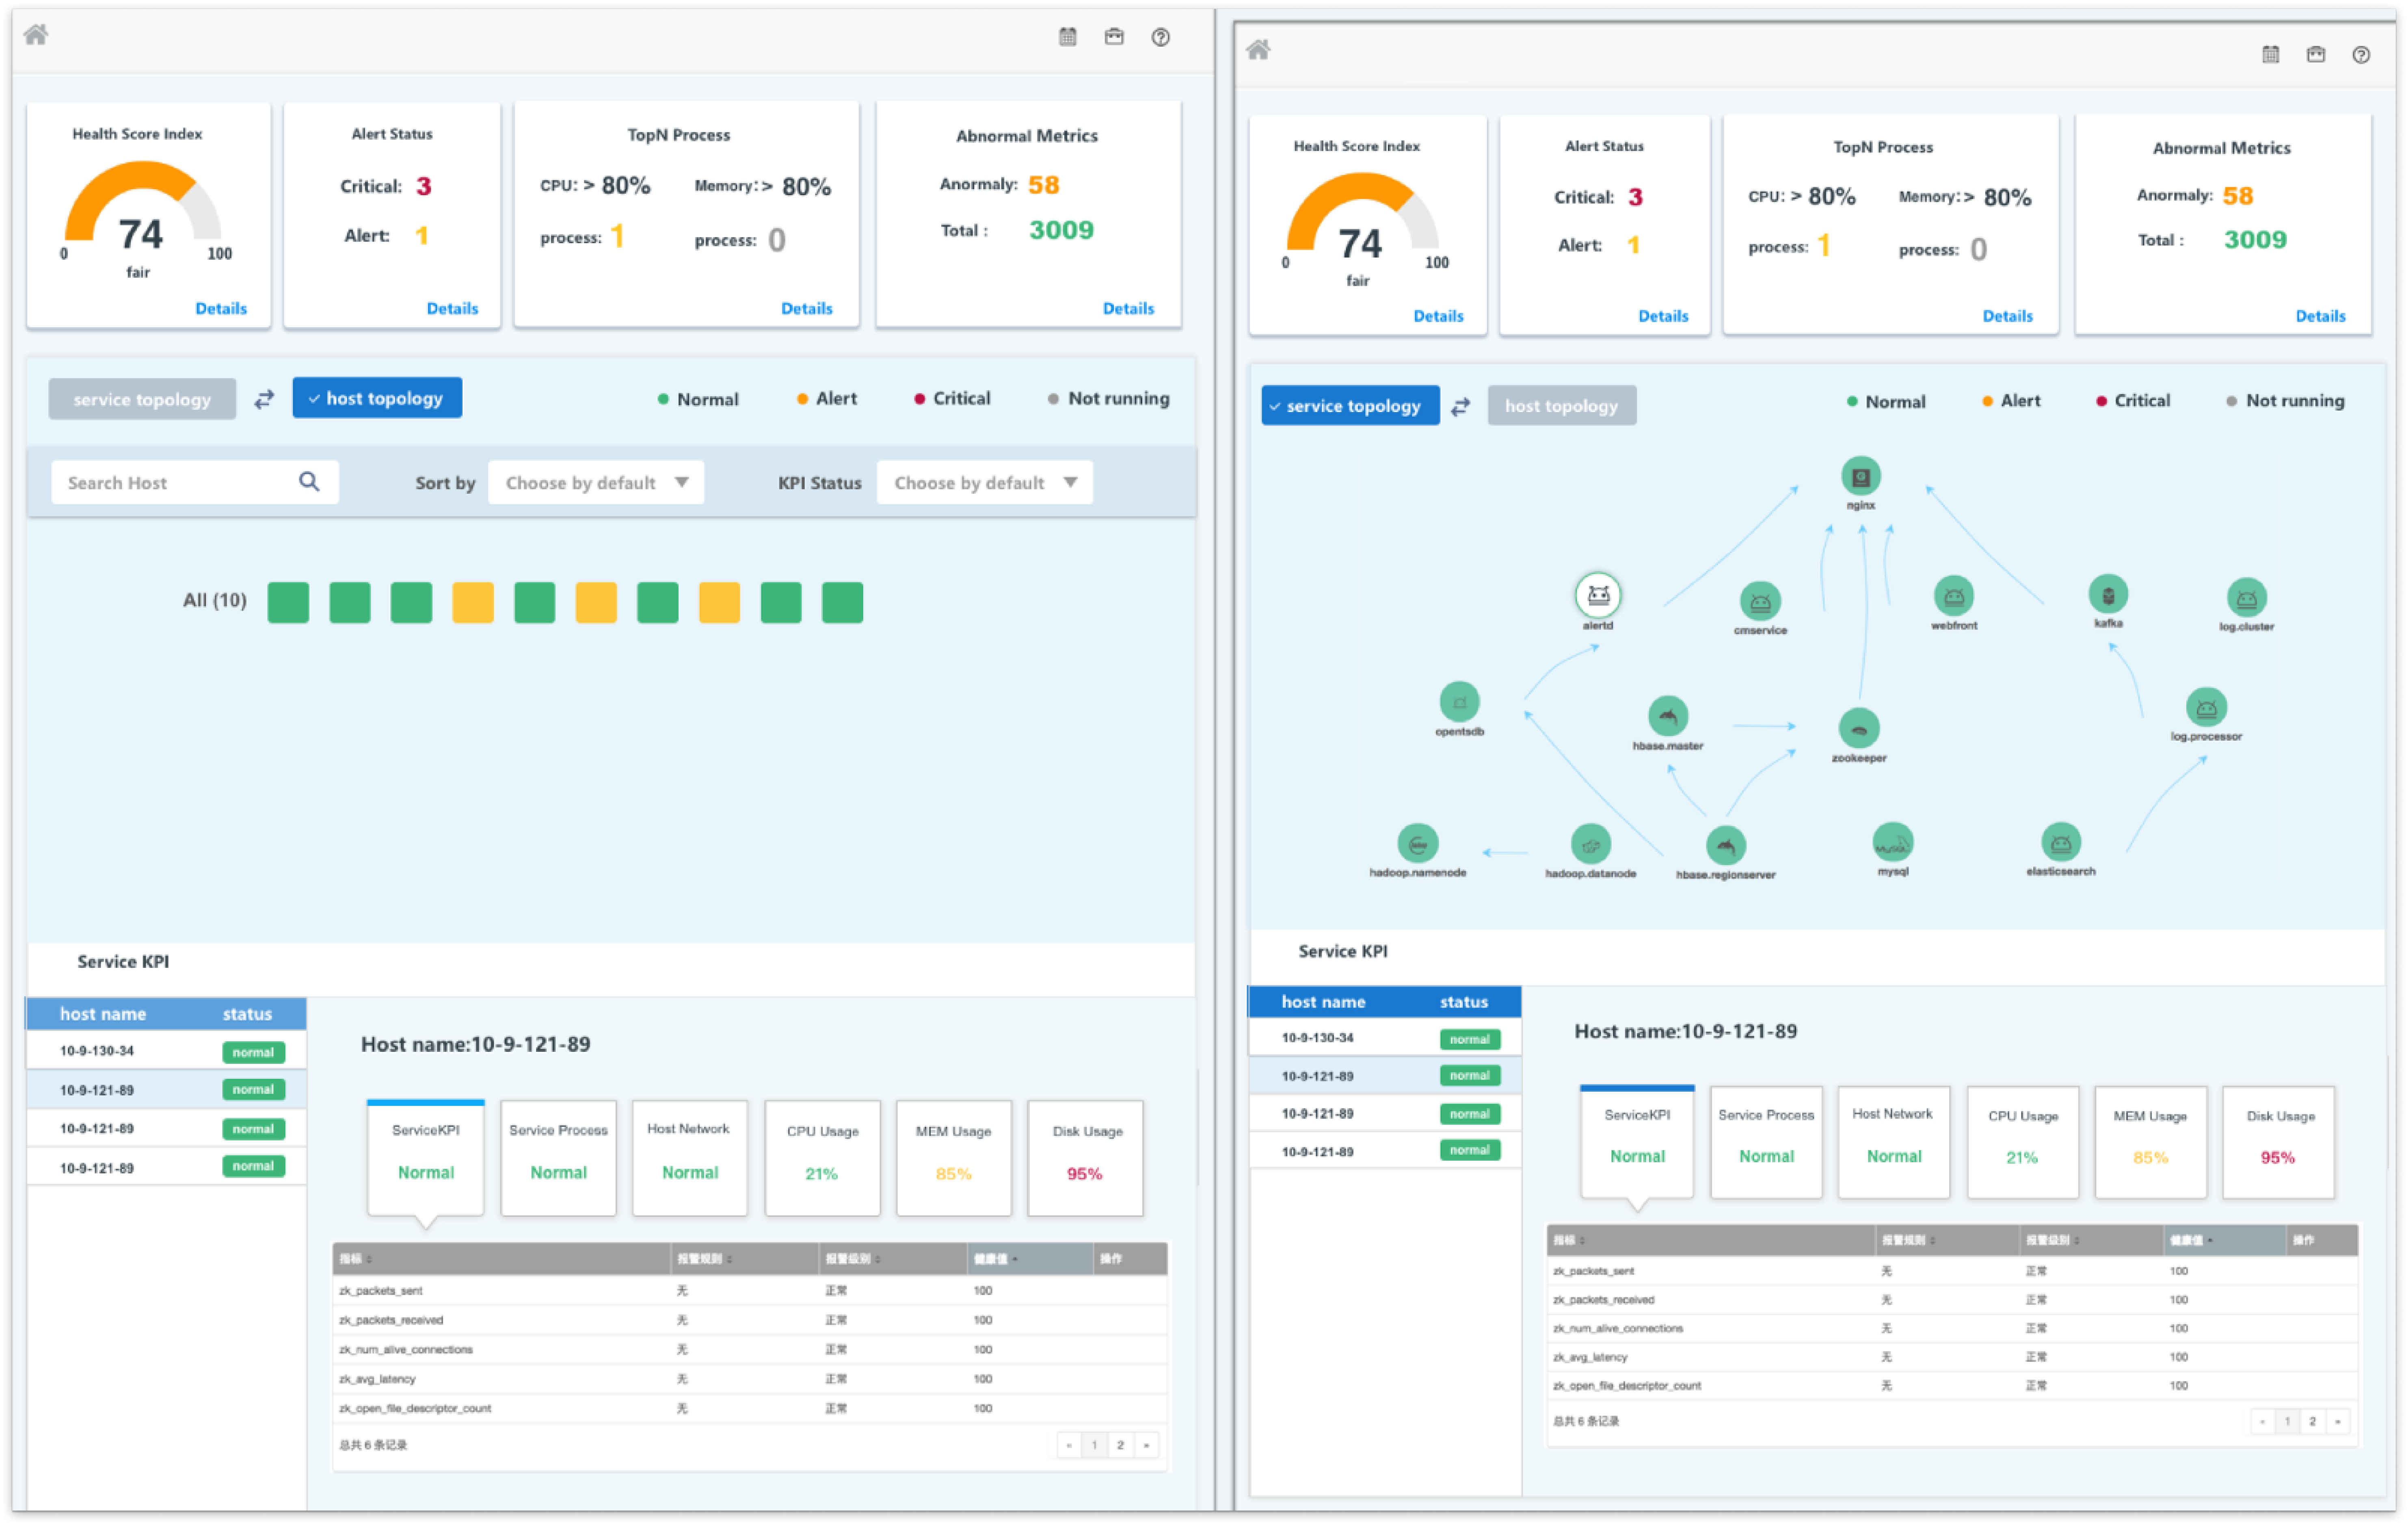 Health Score Index
74
0
100
fair
Details
Alert Status
Critical: 3
Alert: 1
Details
TopN Process
CPU: > 80% Memory: > 80%
process: 1 process: 0
Details
Abnormal Metrics
Anormaly: 58
Total : 3009
Details
service topology
host topology
Normal
Alert
Critical
Not running
Search Host
Sort by
Choose by default
KPI Status
Choose by default
All (10)
Service KPI
host name status
10-9-130-34 normal
10-9-121-89 normal
10-9-121-89 normal
10-9-121-89 normal
Host name:10-9-121-89
ServiceKPI
Normal
Service Process
Normal
Host Network
Normal
CPU Usage
21%
MEM Usage
85%
Disk Usage
95%
指标 报警规则 报警级别 健康值 操作
zk_packets_sent 无 正常 100
zk_packets_received 无 正常 100
zk_num_alive_connections 无 正常 100
zk_avg_latency 无 正常 100
zk_open_file_descriptor_count 无 正常 100
总共 6 条记录
« 1 2 »
Health Score Index
74
0
100
fair
Details
Alert Status
Critical: 3
Alert: 1
Details
TopN Process
CPU: > 80% Memory: > 80%
process: 1 process: 0
Details
Abnormal Metrics
Anormaly: 58
Total : 3009
Details
service topology
host topology
Normal
Alert
Critical
Not running
nginx
alertd
cmservice
webfront
kafka
log.cluster
opentsdb
hbase.master
zookeeper
log.processor
hadoop.namenode
hadoop.datanode
hbase.regionserver
MySQL
mysql
elasticsearch
Service KPI
host name status
10-9-130-34 normal
10-9-121-89 normal
10-9-121-89 normal
10-9-121-89 normal
Host name:10-9-121-89
ServiceKPI
Normal
Service Process
Normal
Host Network
Normal
CPU Usage
21%
MEM Usage
85%
Disk Usage
95%
指标 报警规则 报警级别 健康值 操作
zk_packets_sent 无 正常 100
zk_packets_received 无 正常 100
zk_num_alive_connections 无 正常 100
zk_avg_latency 无 正常 100
zk_open_file_descriptor_count 无 正常 100
总共 6 条记录
« 1 2 »